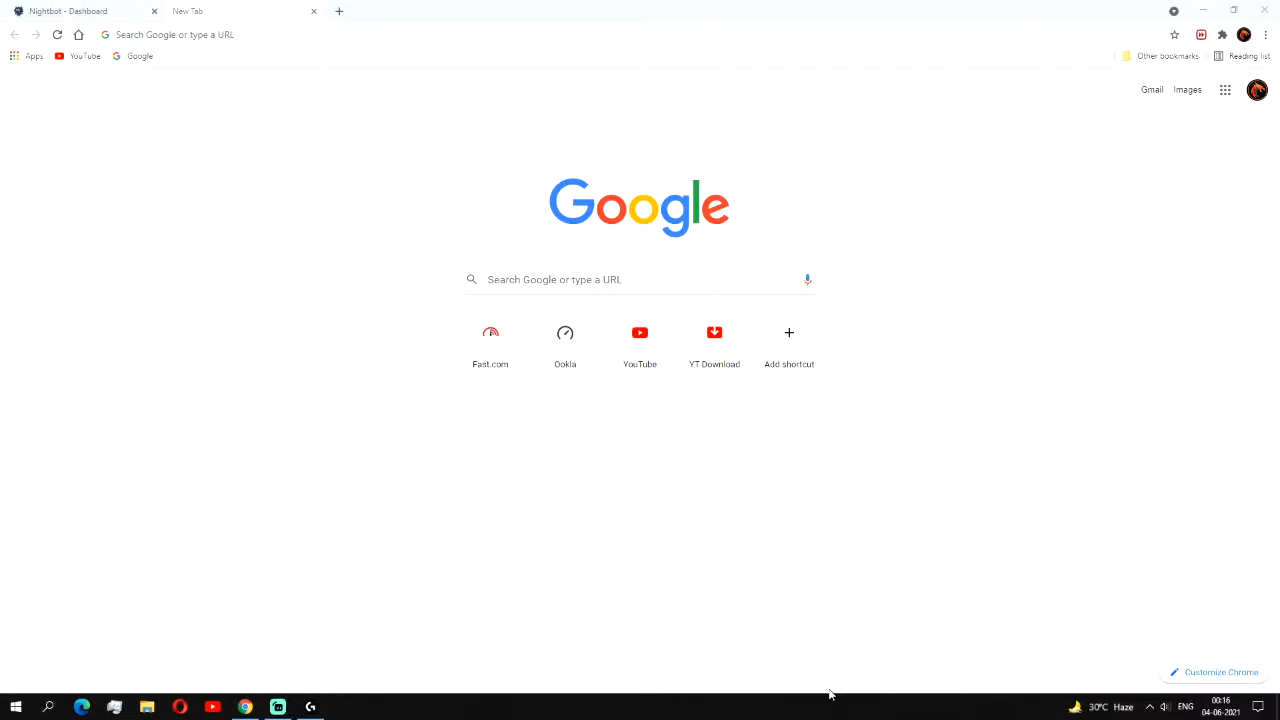 Nightbot - Dashboard
New Tab
Search Google or type a URL
Apps
YouTube
Google
Other bookmarks
Reading list
Gmail
Images
Google
Search Google or type a URL
Fast.com
Ookla
YouTube
YT Download
Add shortcut
Customize Chrome
30°C Haze
ENG
00:16
04-06-2021